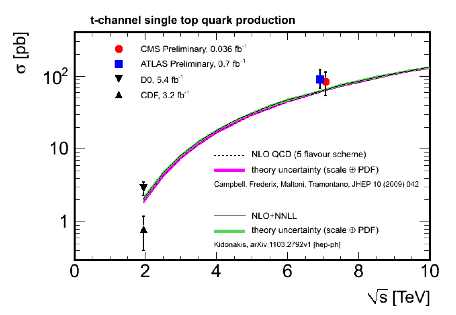 t-channel single top quark production
σ [pb]
CMS Preliminary, 0.036 fb⁻¹
ATLAS Preliminary, 0.7 fb⁻¹
D0, 5.4 fb⁻¹
CDF, 3.2 fb⁻¹
10²
10
1
NLO QCD (5 flavour scheme)
theory uncertainty (scale ⊕ PDF)
Campbell, Frederix, Maltoni, Tramontano, JHEP 10 (2009) 042
NLO+NNLL
theory uncertainty (scale ⊕ PDF)
Kidonakis, arXiv:1103.2792v1 [hep-ph]
0 2 4 6 8 10
√s [TeV]